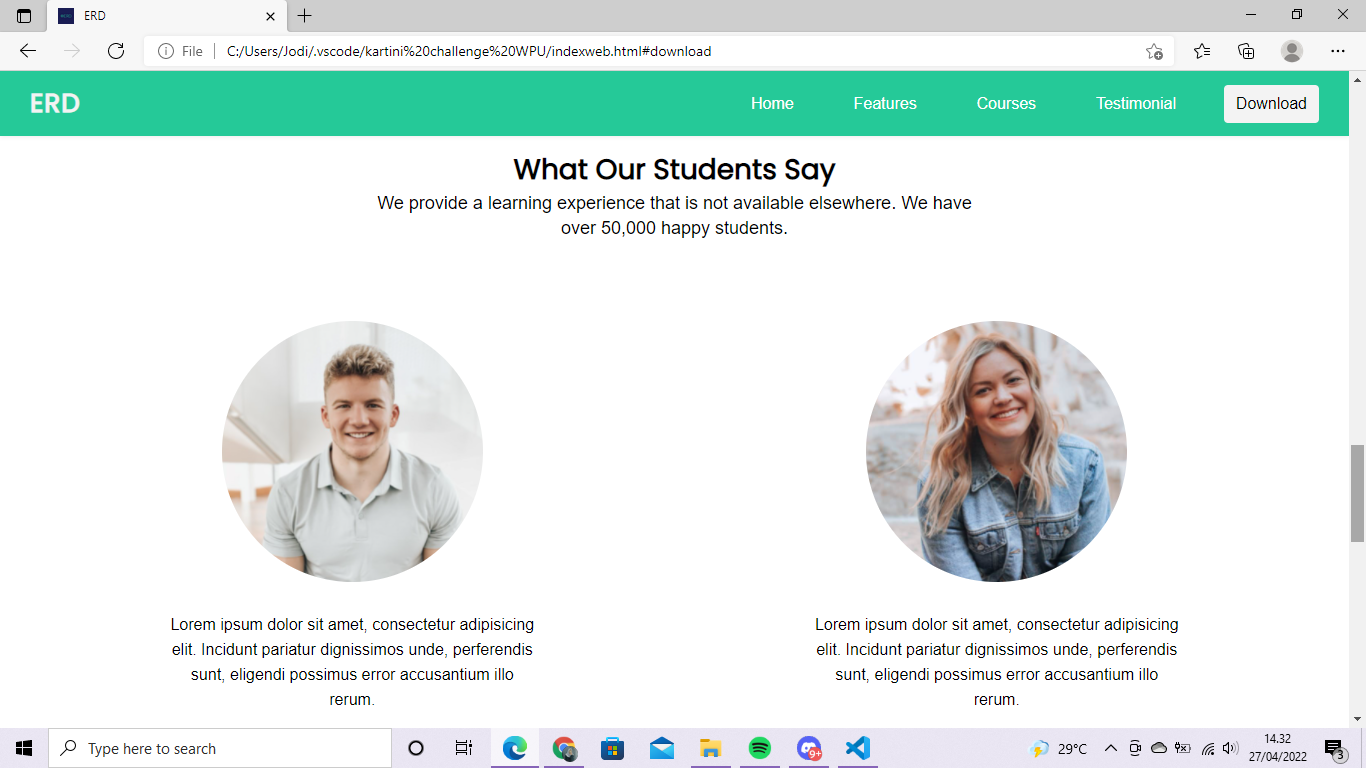 ERD
File
C:/Users/Jodi/.vscode/kartini%20challenge%20WPU/indexweb.html#download
ERD
Home
Features
Courses
Testimonial
Download
What Our Students Say
We provide a learning experience that is not available elsewhere. We have
over 50,000 happy students.
Lorem ipsum dolor sit amet, consectetur adipisicing
elit. Incidunt pariatur dignissimos unde, perferendis
sunt, eligendi possimus error accusantium illo
rerum.
Lorem ipsum dolor sit amet, consectetur adipisicing
elit. Incidunt pariatur dignissimos unde, perferendis
sunt, eligendi possimus error accusantium illo
rerum.
Type here to search
9+
29°C
14.32
27/04/2022
3